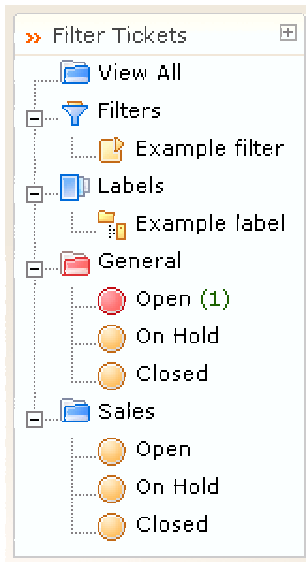 Filter Tickets
View All
Filters
Example filter
Labels
Example label
General
Open (1)
On Hold
Closed
Sales
Open
On Hold
Closed